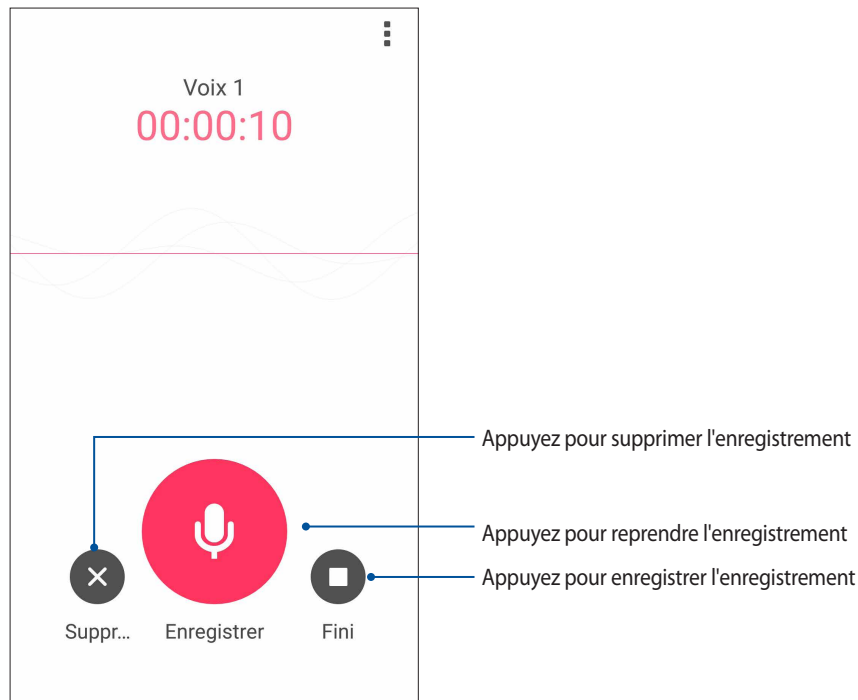 Voix 1
00:00:10
Appuyez pour supprimer l'enregistrement
Appuyez pour reprendre l'enregistrement
Appuyez pour enregistrer l'enregistrement
Suppr...
Enregistrer
Fini